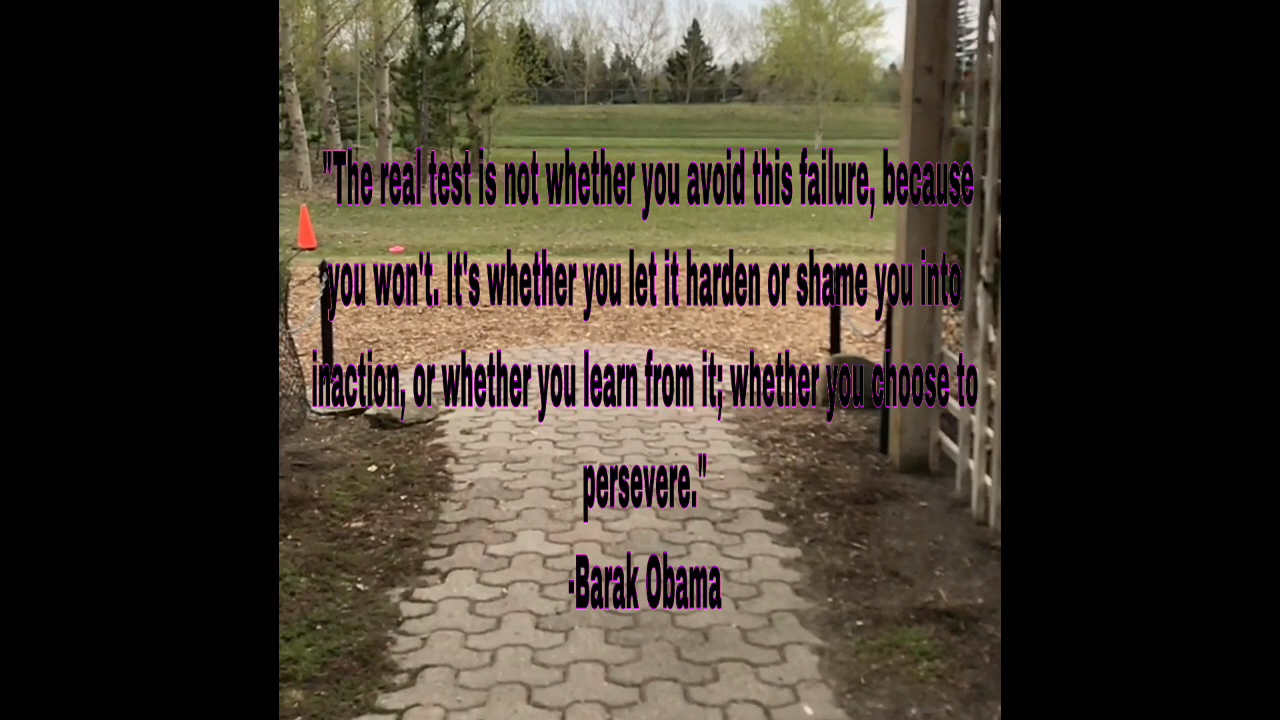 "The real test is not whether you avoid this failure, because
you won't. It's whether you let it harden or shame you into
inaction, or whether you learn from it; whether you choose to
persevere."
-Barak Obama